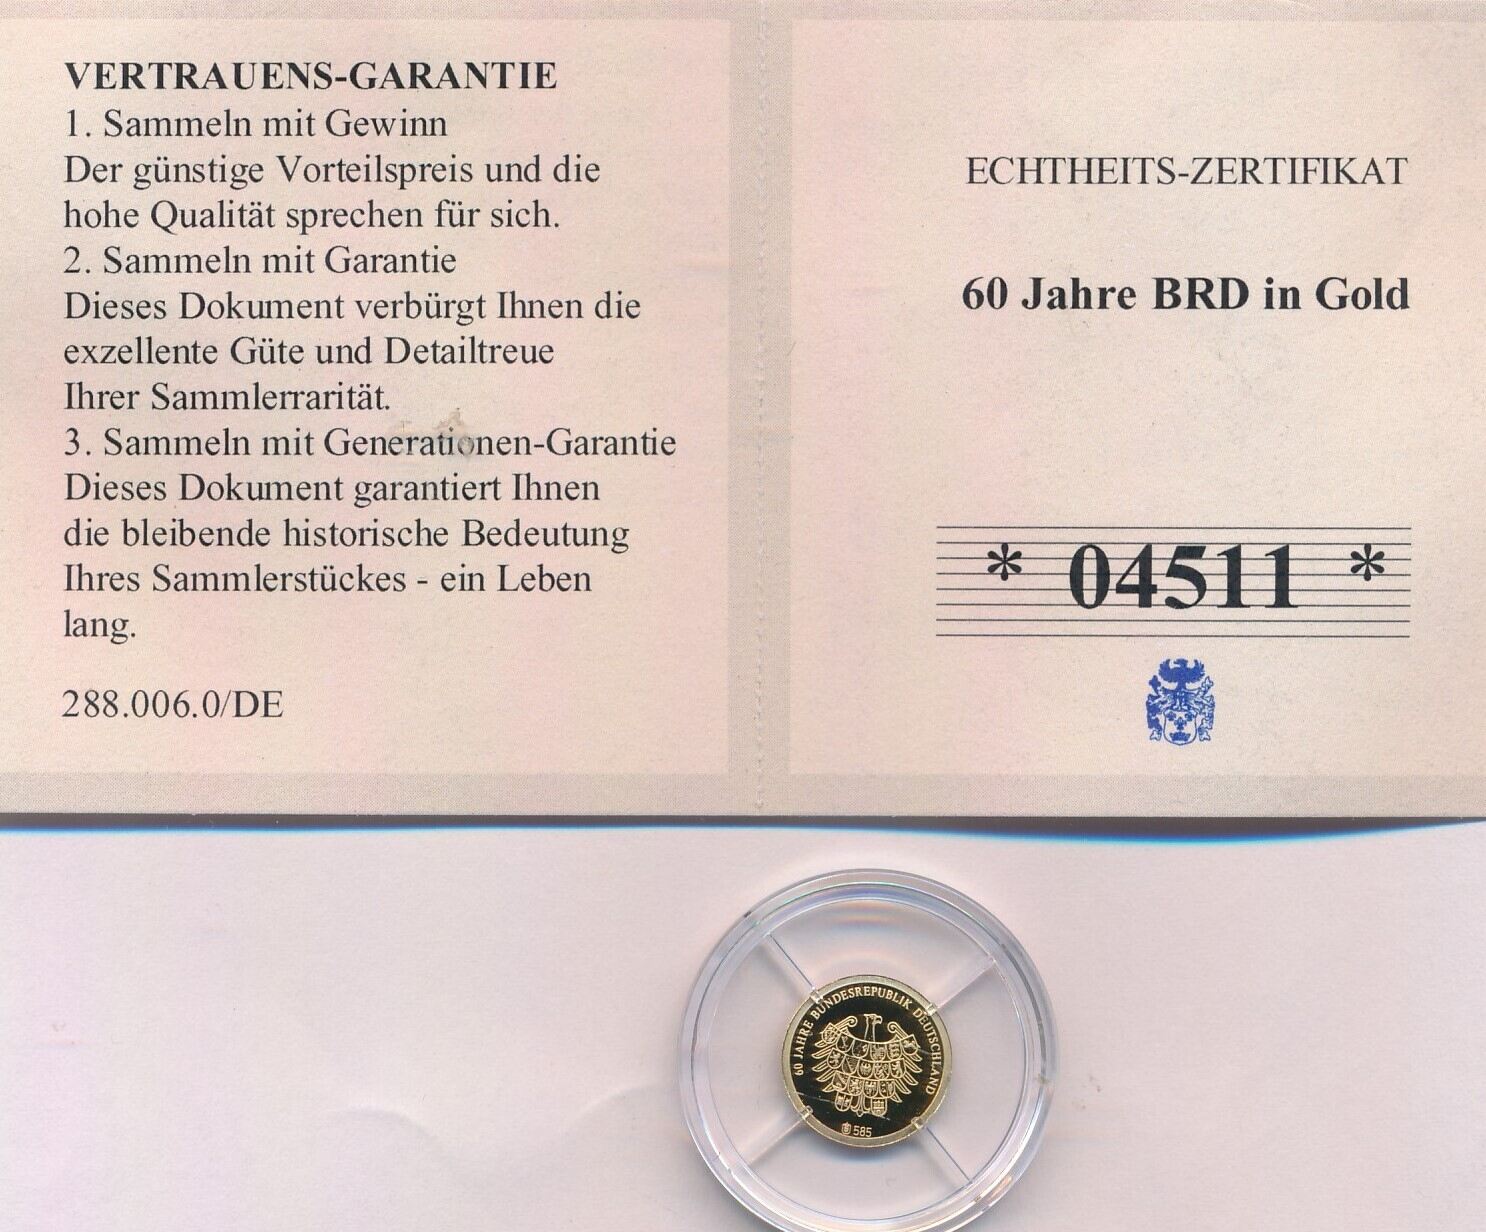 VERTRAUENS-GARANTIE
1. Sammeln mit Gewinn
Der günstige Vorteilspreis und die
hohe Qualität sprechen für sich.
2. Sammeln mit Garantie
Dieses Dokument verbürgt Ihnen die
exzellente Güte und Detailtreue
Ihrer Sammlerrarität.
3. Sammeln mit Generationen-Garantie
Dieses Dokument garantiert Ihnen
die bleibende historische Bedeutung
Ihres Sammlerstückes - ein Leben
lang.
288.006.0/DE
ECHTHEITS-ZERTIFIKAT
60 Jahre BRD in Gold
* 04511 *
60 JAHRE BUNDESREPUBLIK DEUTSCHLAND
585